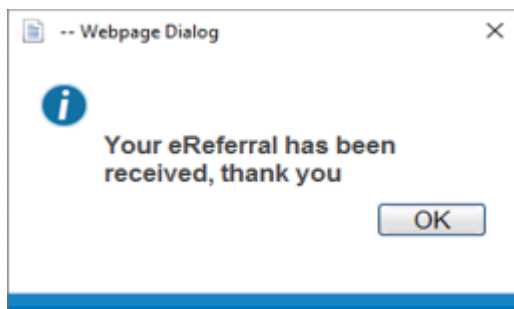 -- Webpage Dialog
Your eReferral has been
received, thank you
OK